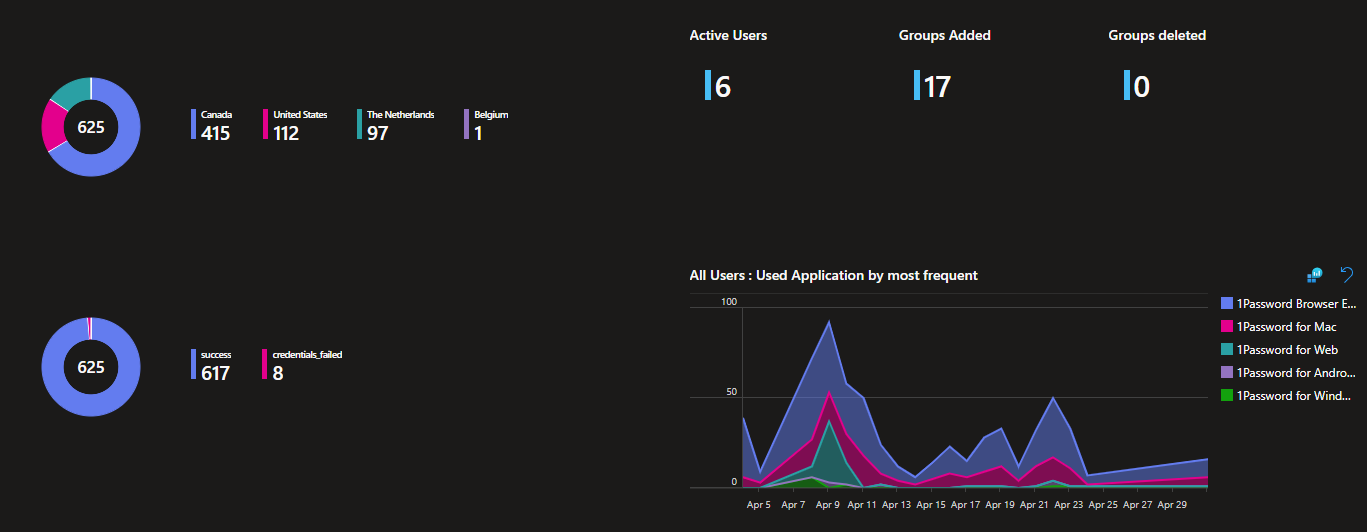 Active Users
Groups Added
Groups deleted
6
17
0
625
Canada
415
United States
112
The Netherlands
97
Belgium
1
All Users : Used Application by most frequent
625
success
617
credentials_failed
8
100
50
0
Apr 5 Apr 7 Apr 9 Apr 11 Apr 13 Apr 15 Apr 17 Apr 19 Apr 21 Apr 23 Apr 25 Apr 27 Apr 29
1Password Browser E...
1Password for Mac
1Password for Web
1Password for Andro...
1Password for Wind...